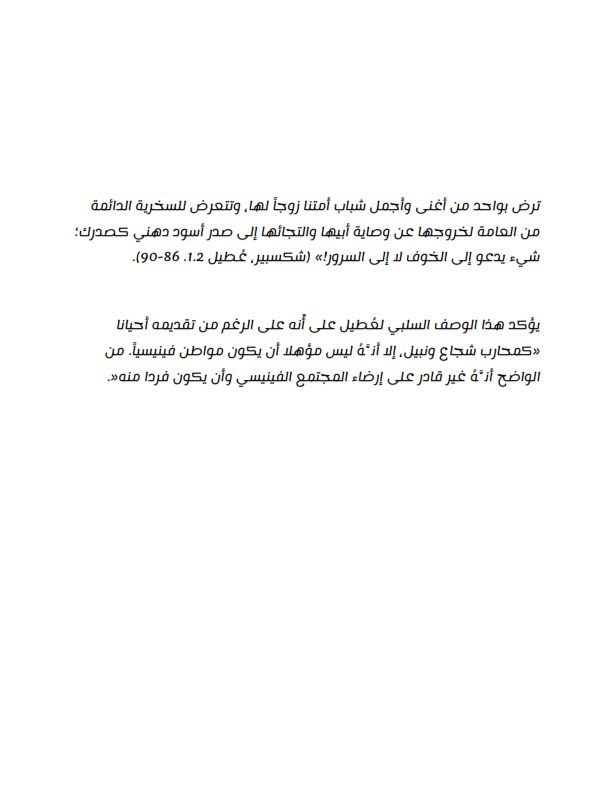 ترض بواحد من أغنى وأجمل شباب أمتنا زوجاً لها، وتتعرض للسخرية الدائمة
من العامة لخروجها عن وصاية أبيها والتجائها إلى صدر أسود دهني كصدرك؛
شيء يدعو إلى الخوف لا إلى السرور!» (شكسبير، عُطيل 1.2. 86-90).
يؤكد هذا الوصف السلبي لعُطيل على أنَّه على الرغم من تقديمه أحيانا
«كمحارب شجاع ونبيل، إلا أنَّهُ ليس مؤهلا أن يكون مواطن فينيسياً. من
الواضح أنَّهُ غير قادر على إرضاء المجتمع الفينيسي وأن يكون فردا منه».